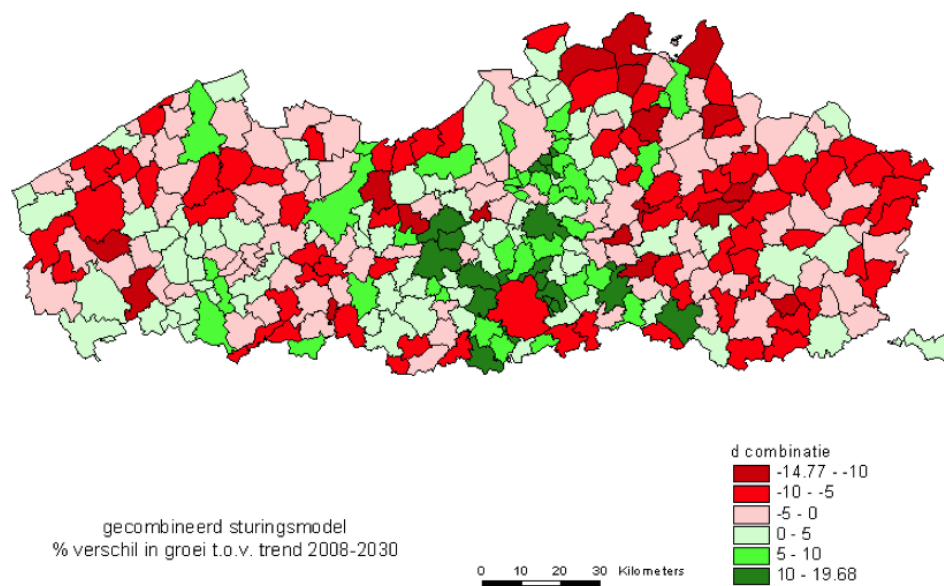 d combinatie
-14.77 - -10
-10 - -5
-5 - 0
0 - 5
5 - 10
10 - 19.68
gecombineerd sturingsmodel
% verschil in groei t.o.v. trend 2008-2030
0 10 20 30 Kilometers